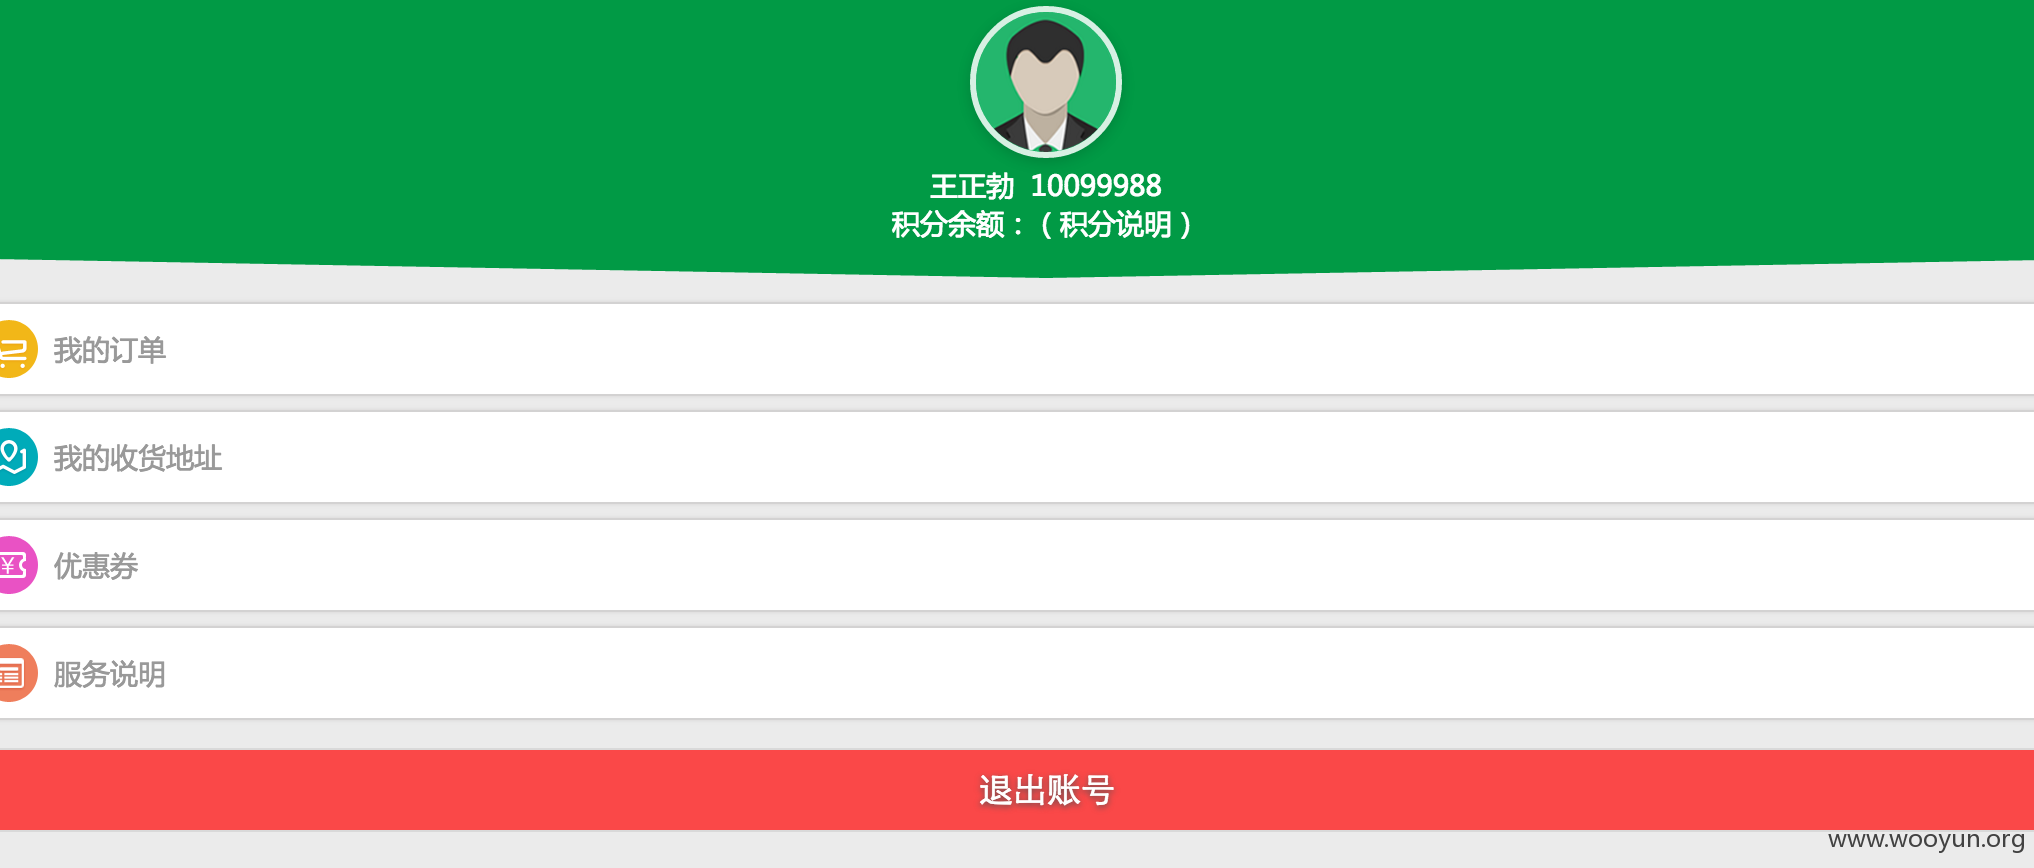 王正勃 10099988
积分余额：（积分说明）
我的订单
我的收货地址
¥
优惠券
服务说明
退出账号
www.wooyun.org